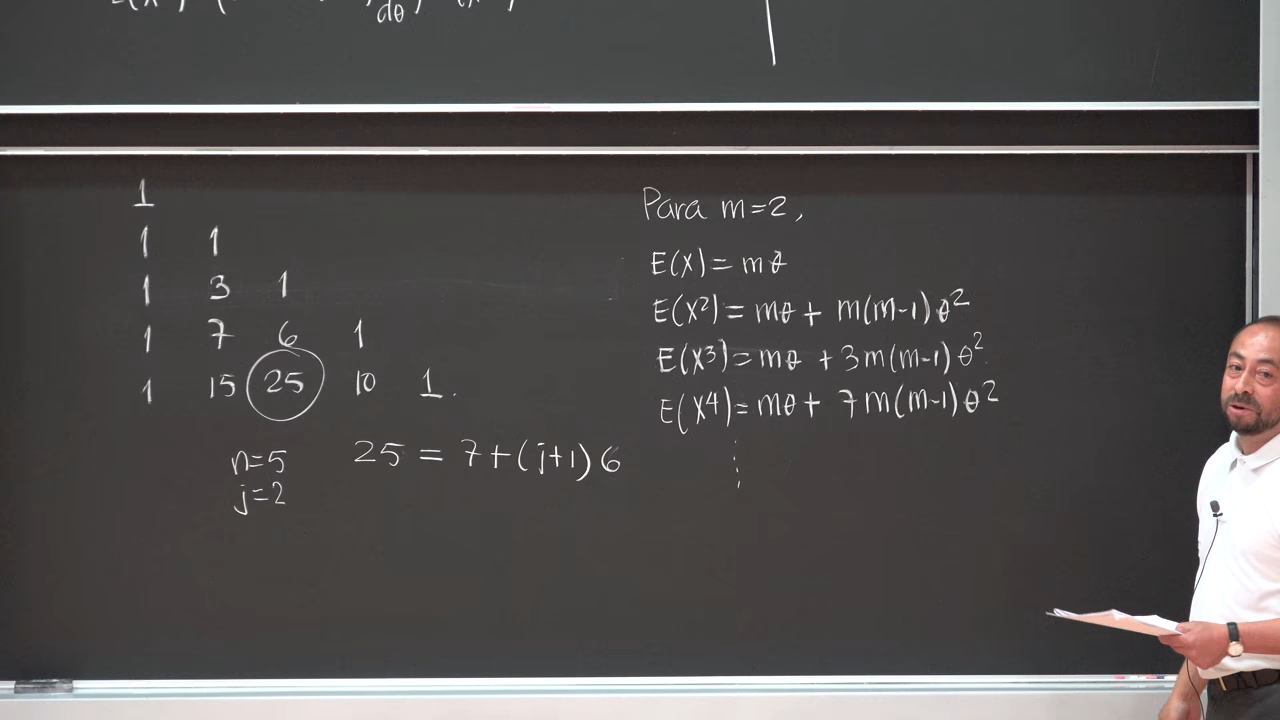 dθ
1
1 1
1 3 1
1 7 6 1
1 15 25 10 1.
n=5
j=2
25 = 7+(j+1)6
Para m=2,
E(X)= mθ
E(X²)= mθ + m(m-1)θ²
E(X³)= mθ + 3m(m-1)θ²
E(X⁴)= mθ + 7m(m-1)θ²